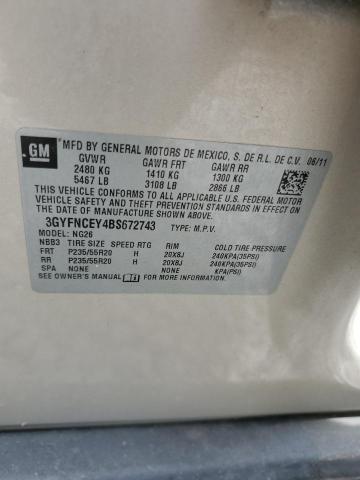 GM
MFD BY GENERAL MOTORS DE MEXICO, S. DE R.L. DE C.V. 06/11
GVWR GAWR FRT GAWR RR
2480 KG 1410 KG 1300 KG
5467 LB 3108 LB 2866 LB
THIS VEHICLE CONFORMS TO ALL APPLICABLE U.S. FEDERAL MOTOR
VEHICLE SAFETY AND THEFT PREVENTION STANDARDS IN
EFFECT ON THE DATE OF MANUFACTURE SHOWN ABOVE.
3GYFNCEY4BS672743 TYPE: M.P.V.
MODEL: NG26
NBB3 TIRE SIZE SPEED RTG RIM COLD TIRE PRESSURE
FRT P235/55R20 H 20X8J 240KPA(35PSI)
RR P235/55R20 H 20X8J 240KPA(35PSI)
SPA NONE NONE KPA(PSI)
SEE OWNER'S MANUAL FOR ADDITIONAL INFORMATION.